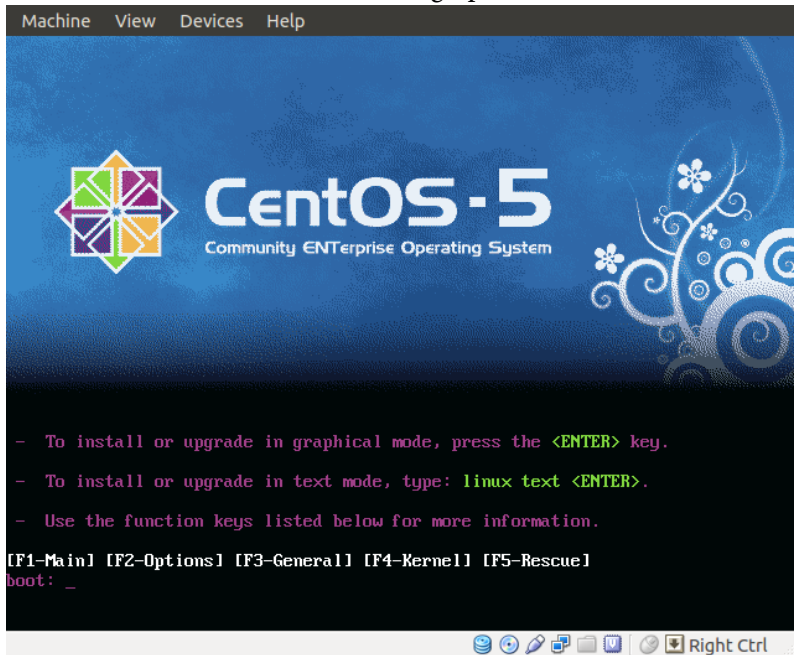 Machine View Devices Help
CentOS-5
Community ENTerprise Operating System
- To install or upgrade in graphical mode, press the <ENTER> key.
- To install or upgrade in text mode, type: linux text <ENTER>.
- Use the function keys listed below for more information.
[F1-Main] [F2-Options] [F3-General] [F4-Kernel] [F5-Rescue]
boot: _
Right Ctrl